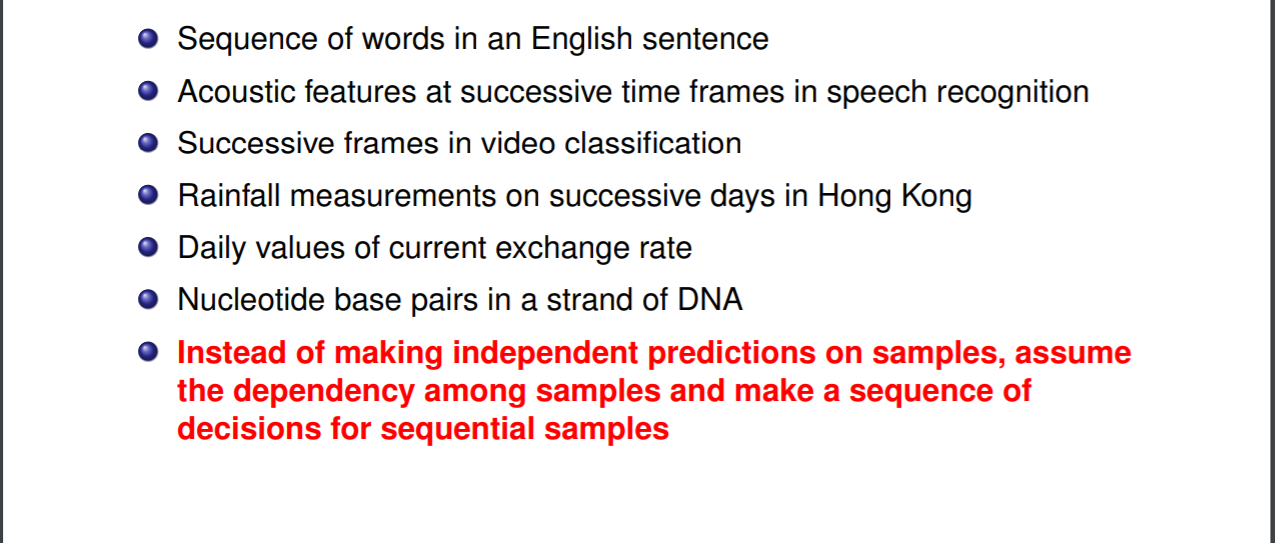 Sequence of words in an English sentence
Acoustic features at successive time frames in speech recognition
Successive frames in video classification
Rainfall measurements on successive days in Hong Kong
Daily values of current exchange rate
Nucleotide base pairs in a strand of DNA
Instead of making independent predictions on samples, assume
the dependency among samples and make a sequence of
decisions for sequential samples